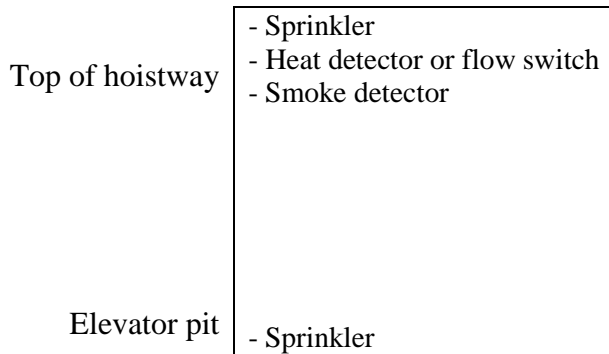 - Sprinkler
- Heat detector or flow switch
Top of hoistway
- Smoke detector
Elevator pit
- Sprinkler